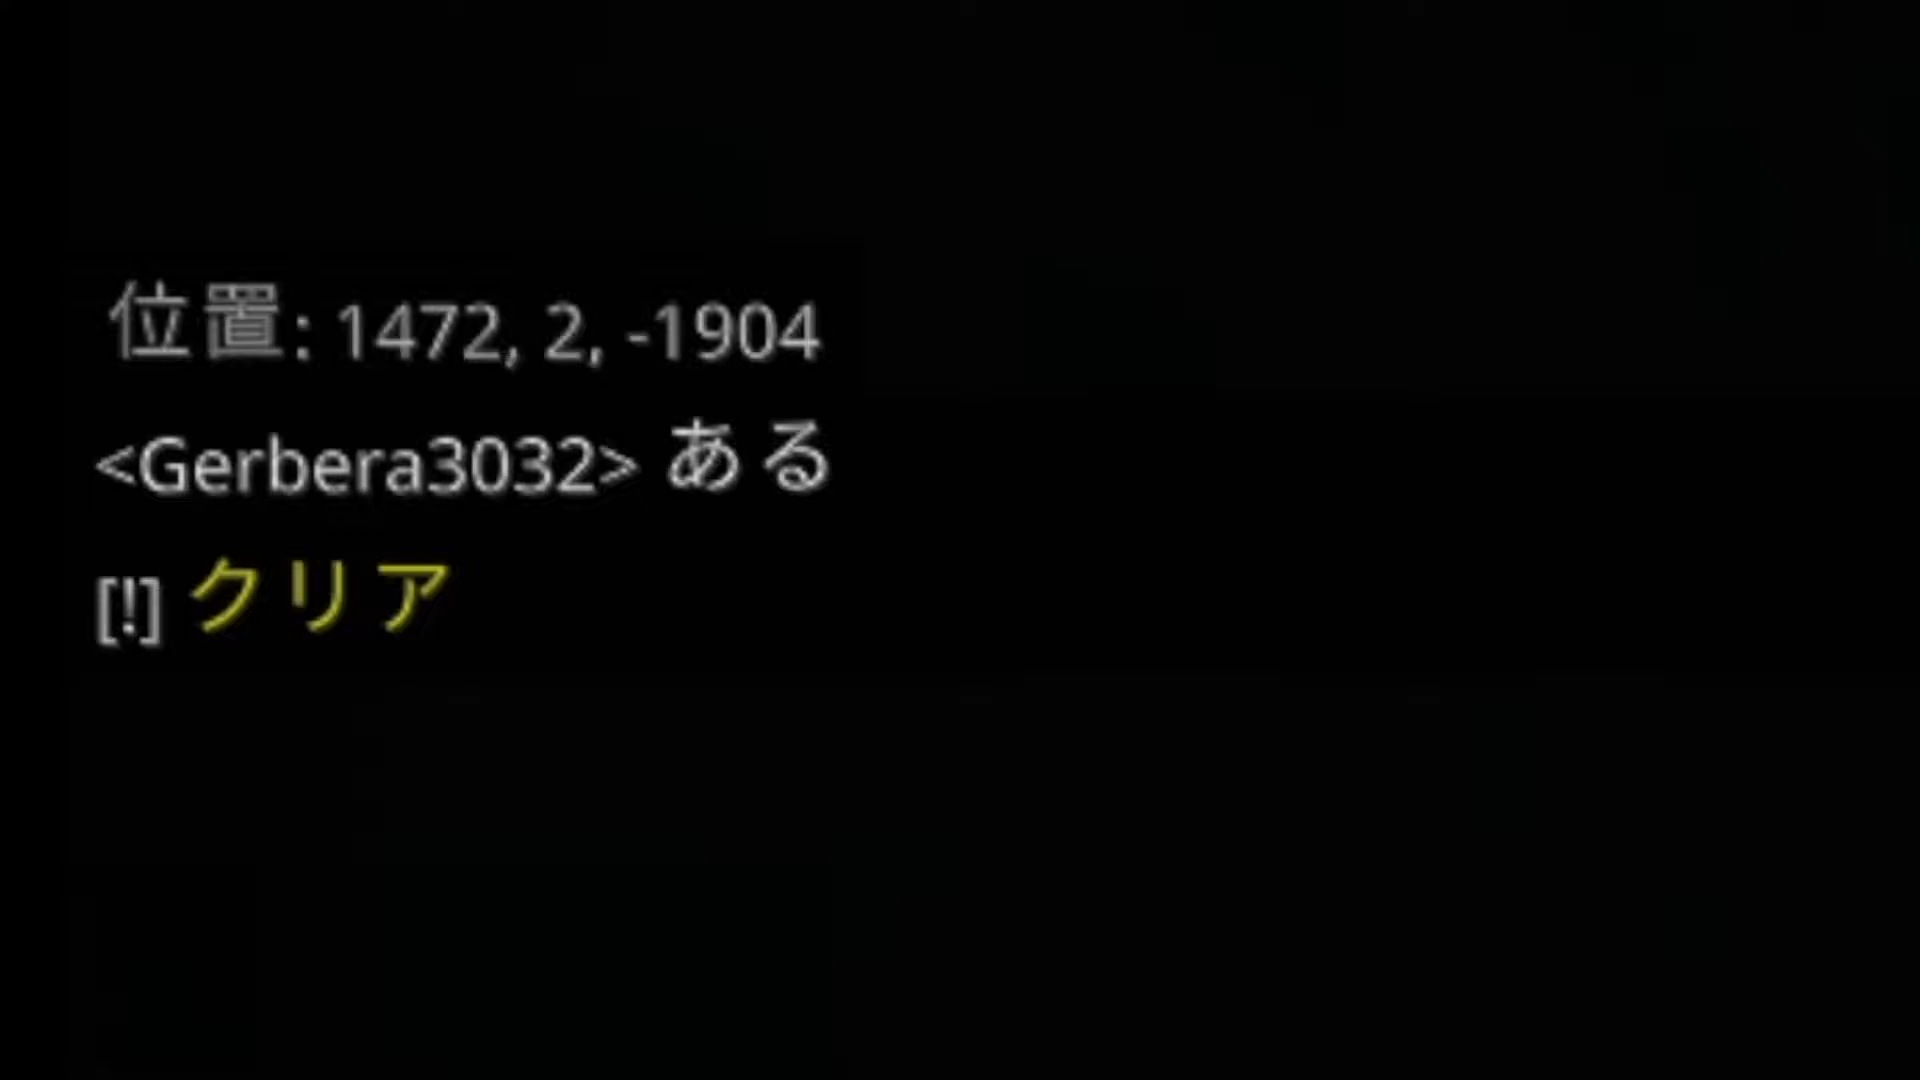 位置: 1472, 2, -1904
<Gerbera3032> ある
[!] クリア